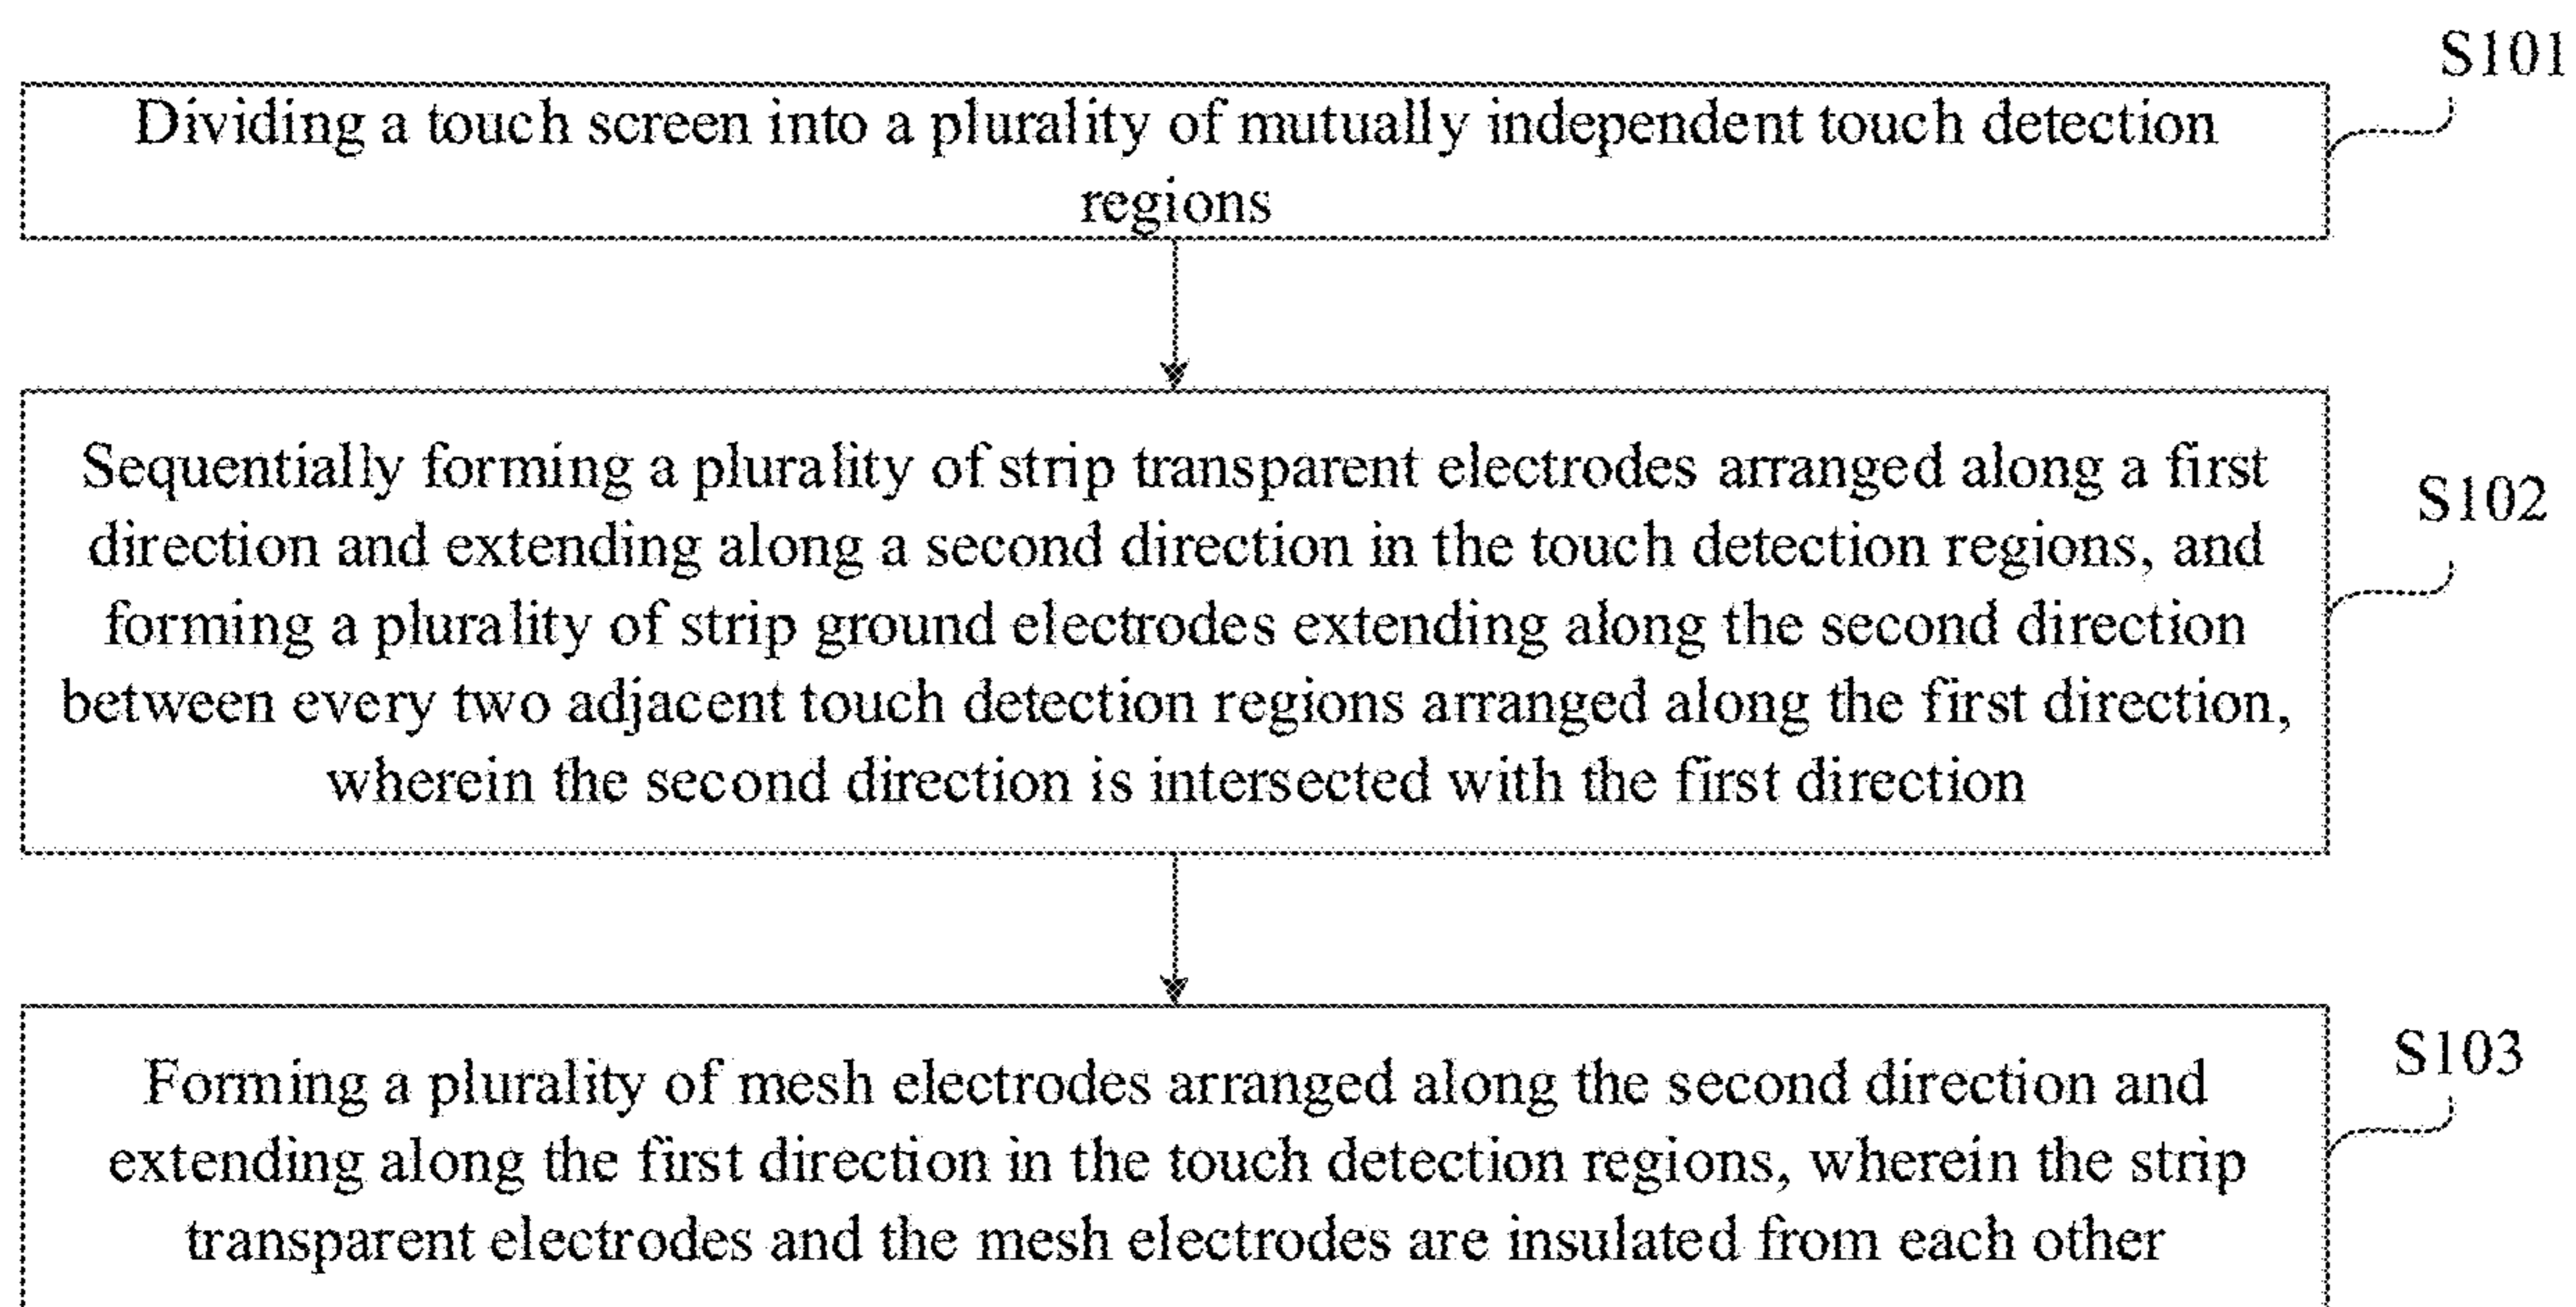 S101
Dividing a touch screen into a plurality of mutually independent touch detection
regions
Sequentially forming a plurality of strip transparent electrodes arranged along a first
direction and extending along a second direction in the touch detection regions, and
S102
forming a plurality of strip ground electrodes extending along the second direction
between every two adjacent touch detection regions arranged along the first direction,
wherein the second direction is intersected with the first direction
S103
Forming a plurality of mesh electrodes arranged along the second direction and
extending along the first direction in the touch detection regions, wherein the strip
transparent electrodes and the mesh electrodes are insulated from each other